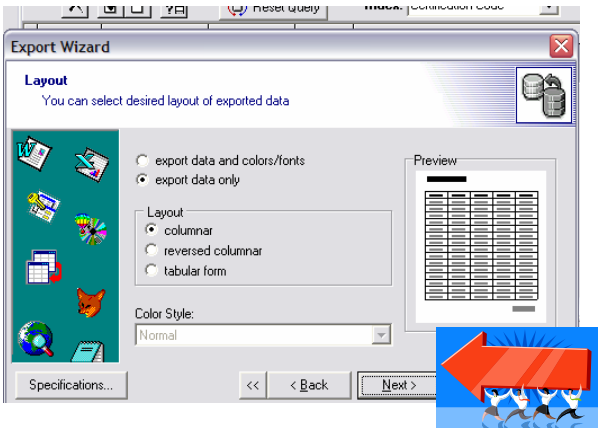 Reset Query
Index: Certification Code
Export Wizard
Layout
You can select desired layout of exported data
export data and colors/fonts
export data only
Layout
columnar
reversed columnar
tabular form
Color Style:
Normal
Preview
Specifications...
<<
< Back
Next >